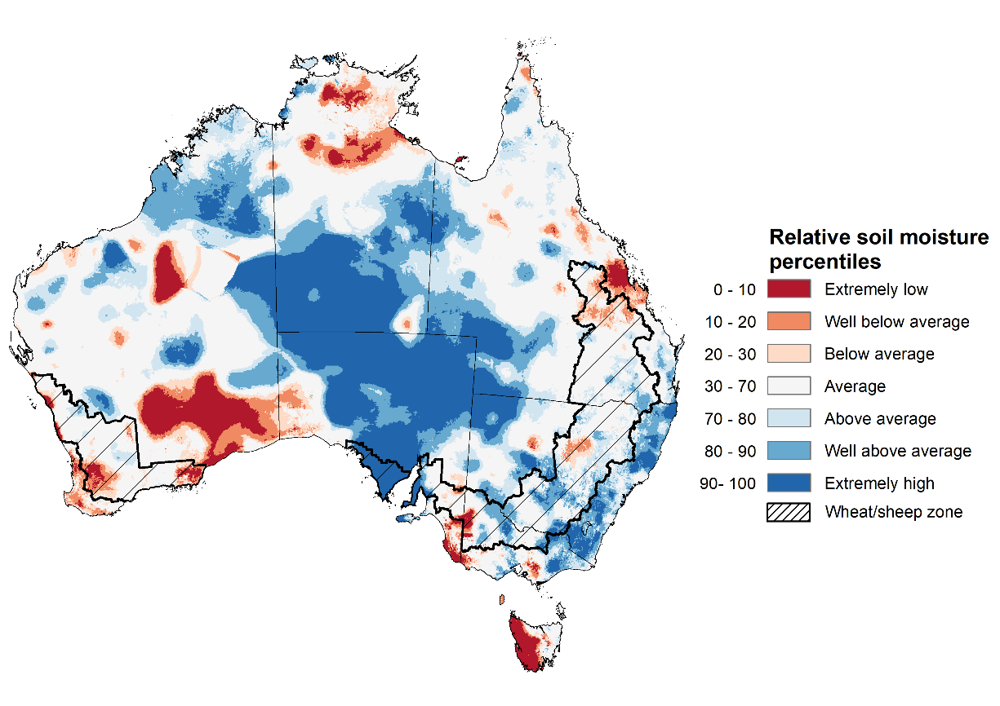 Relative soil moisture
percentiles
0 - 10 Extremely low
10 - 20 Well below average
20 - 30 Below average
30 - 70 Average
70 - 80 Above average
80 - 90 Well above average
90- 100 Extremely high
Wheat/sheep zone